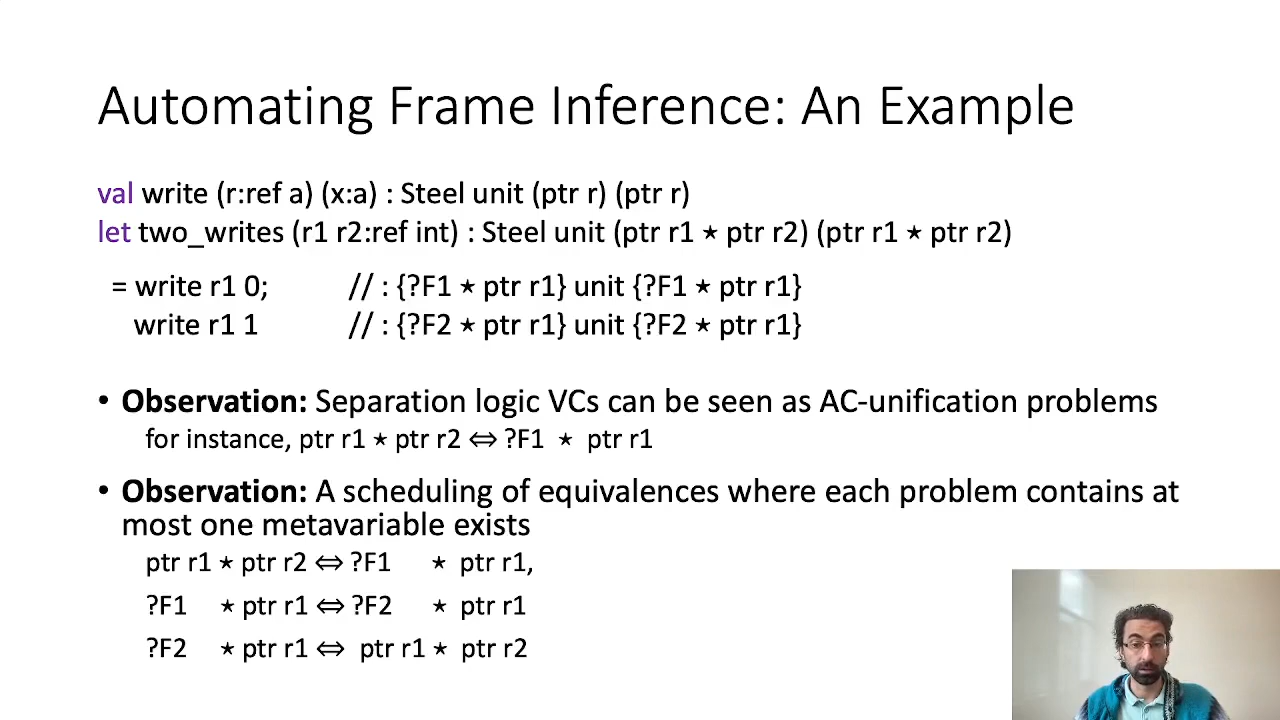 Automating Frame Inference: An Example
val write (r:ref a) (x:a) : Steel unit (ptr r) (ptr r)
let two_writes (r1 r2:ref int) : Steel unit (ptr r1 ⋆ ptr r2) (ptr r1 ⋆ ptr r2)
= write r1 0; // : {?F1 ⋆ ptr r1} unit {?F1 ⋆ ptr r1}
write r1 1 // : {?F2 ⋆ ptr r1} unit {?F2 ⋆ ptr r1}
• Observation: Separation logic VCs can be seen as AC-unification problems
for instance, ptr r1 ⋆ ptr r2 ⇔ ?F1 ⋆ ptr r1
• Observation: A scheduling of equivalences where each problem contains at
most one metavariable exists
ptr r1 ⋆ ptr r2 ⇔ ?F1 ⋆ ptr r1,
?F1 ⋆ ptr r1 ⇔ ?F2 ⋆ ptr r1
?F2 ⋆ ptr r1 ⇔ ptr r1 ⋆ ptr r2